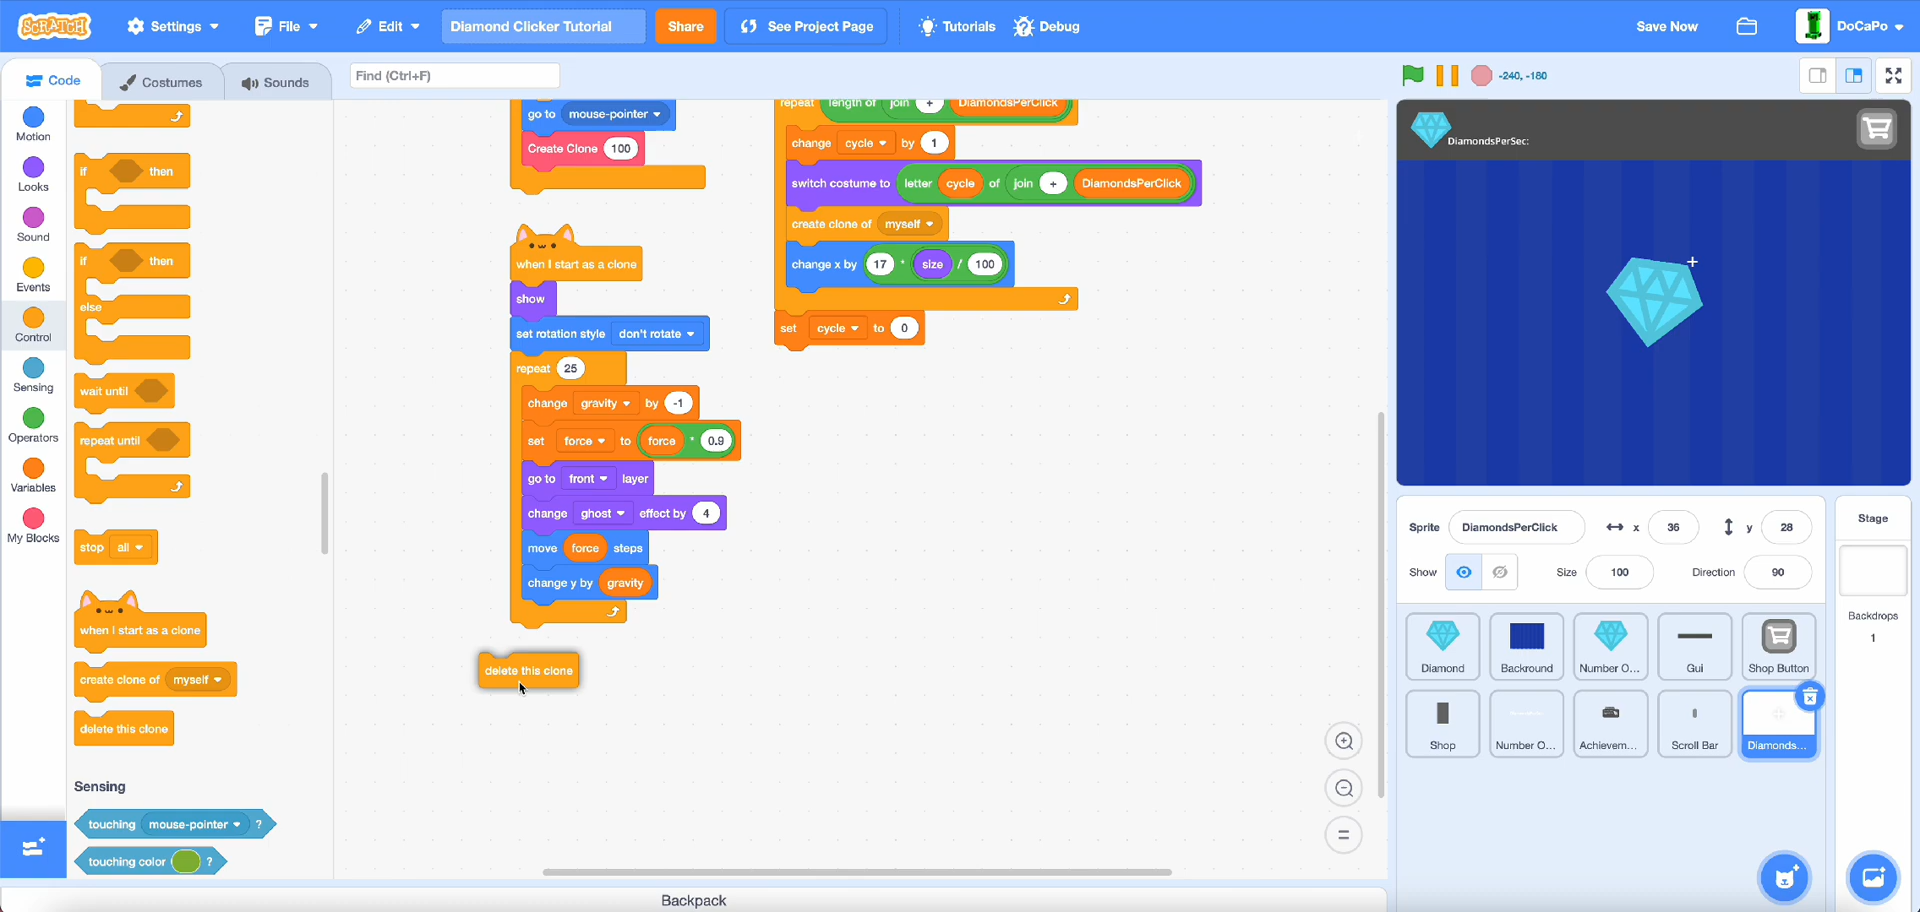 SCRATCH
Settings
File
Edit
Diamond Clicker Tutorial
Share
See Project Page
Tutorials
Debug
Save Now
DoCaPo
Code
Costumes
Sounds
Find (Ctrl+F)
-240, -180
Motion
Looks
Sound
Events
Control
Sensing
Operators
Variables
My Blocks
if then
if then
else
wait until
repeat until
stop all
when I start as a clone
create clone of myself
delete this clone
Sensing
touching mouse-pointer ?
touching color ?
go to mouse-pointer
Create Clone 100
when I start as a clone
show
set rotation style don't rotate
repeat 25
change gravity by -1
set force to force * 0.9
go to front layer
change ghost effect by 4
move force steps
change y by gravity
delete this clone
repeat length of join + DiamondsPerClick
change cycle by 1
switch costume to letter cycle of join + DiamondsPerClick
create clone of myself
change x by 17 * size / 100
set cycle to 0
Backpack
DiamondsPerSec:
+
Sprite DiamondsPerClick x 36 y 28
Show Size 100 Direction 90
Diamond
Backround
Number O...
Gui
Shop Button
Shop
Number O...
Achievem...
Scroll Bar
Diamonds...
Stage
Backdrops
1